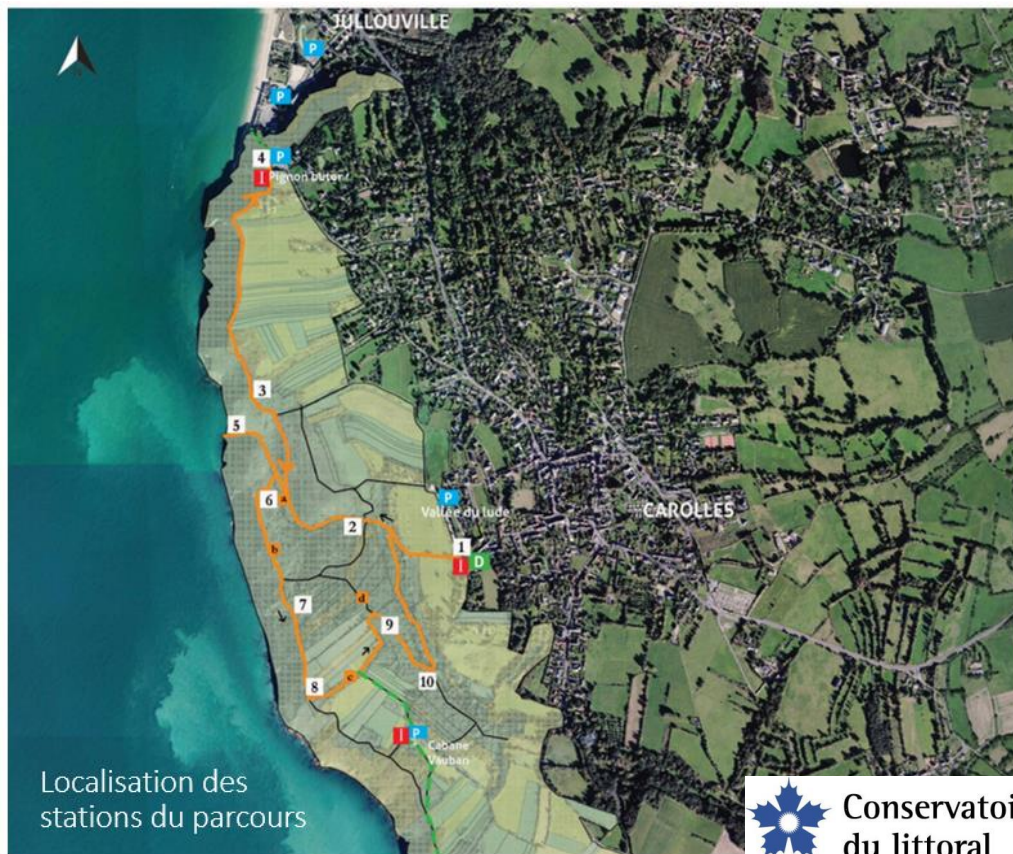 JULLOUVILLE
P
P
4 P
I Pignon butor
3
5
6 a
P
Vallée du lude
CAROLLES
2
1
I D
b
d
7
9
8
c
10
I P
Cabane
Vauban
Localisation des
stations du parcours
Conservatoi
du littoral